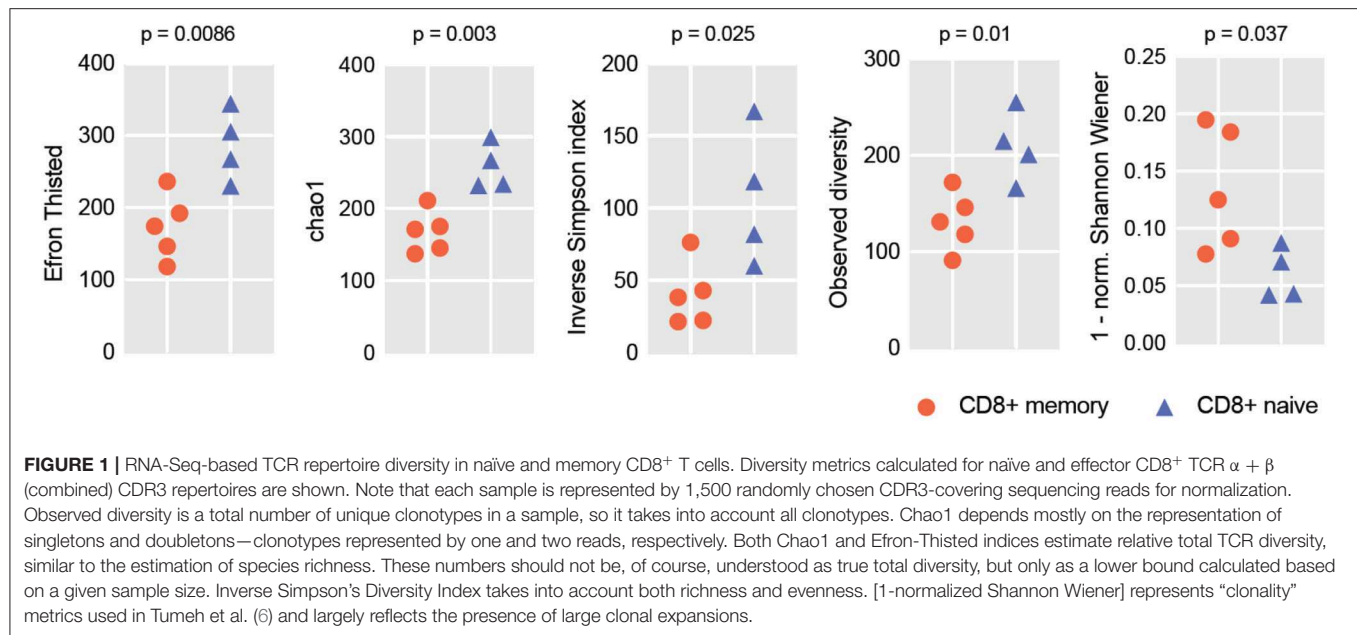 p = 0.0086
p = 0.003
p = 0.025
p = 0.01
p = 0.037
Efron Thisted
400
300
200
100
0
chao1
400
300
200
100
0
Inverse Simpson index
200
150
100
50
0
Observed diversity
300
200
100
0
1 - norm. Shannon Wiener
0.25
0.20
0.15
0.10
0.05
0.00
CD8+ memory
CD8+ naive
FIGURE 1 | RNA-Seq-based TCR repertoire diversity in naïve and memory CD8+ T cells. Diversity metrics calculated for naïve and effector CD8+ TCR α + β
(combined) CDR3 repertoires are shown. Note that each sample is represented by 1,500 randomly chosen CDR3-covering sequencing reads for normalization.
Observed diversity is a total number of unique clonotypes in a sample, so it takes into account all clonotypes. Chao1 depends mostly on the representation of
singletons and doubletons—clonotypes represented by one and two reads, respectively. Both Chao1 and Efron-Thisted indices estimate relative total TCR diversity,
similar to the estimation of species richness. These numbers should not be, of course, understood as true total diversity, but only as a lower bound calculated based
on a given sample size. Inverse Simpson's Diversity Index takes into account both richness and evenness. [1-normalized Shannon Wiener] represents “clonality”
metrics used in Tumeh et al. (6) and largely reflects the presence of large clonal expansions.